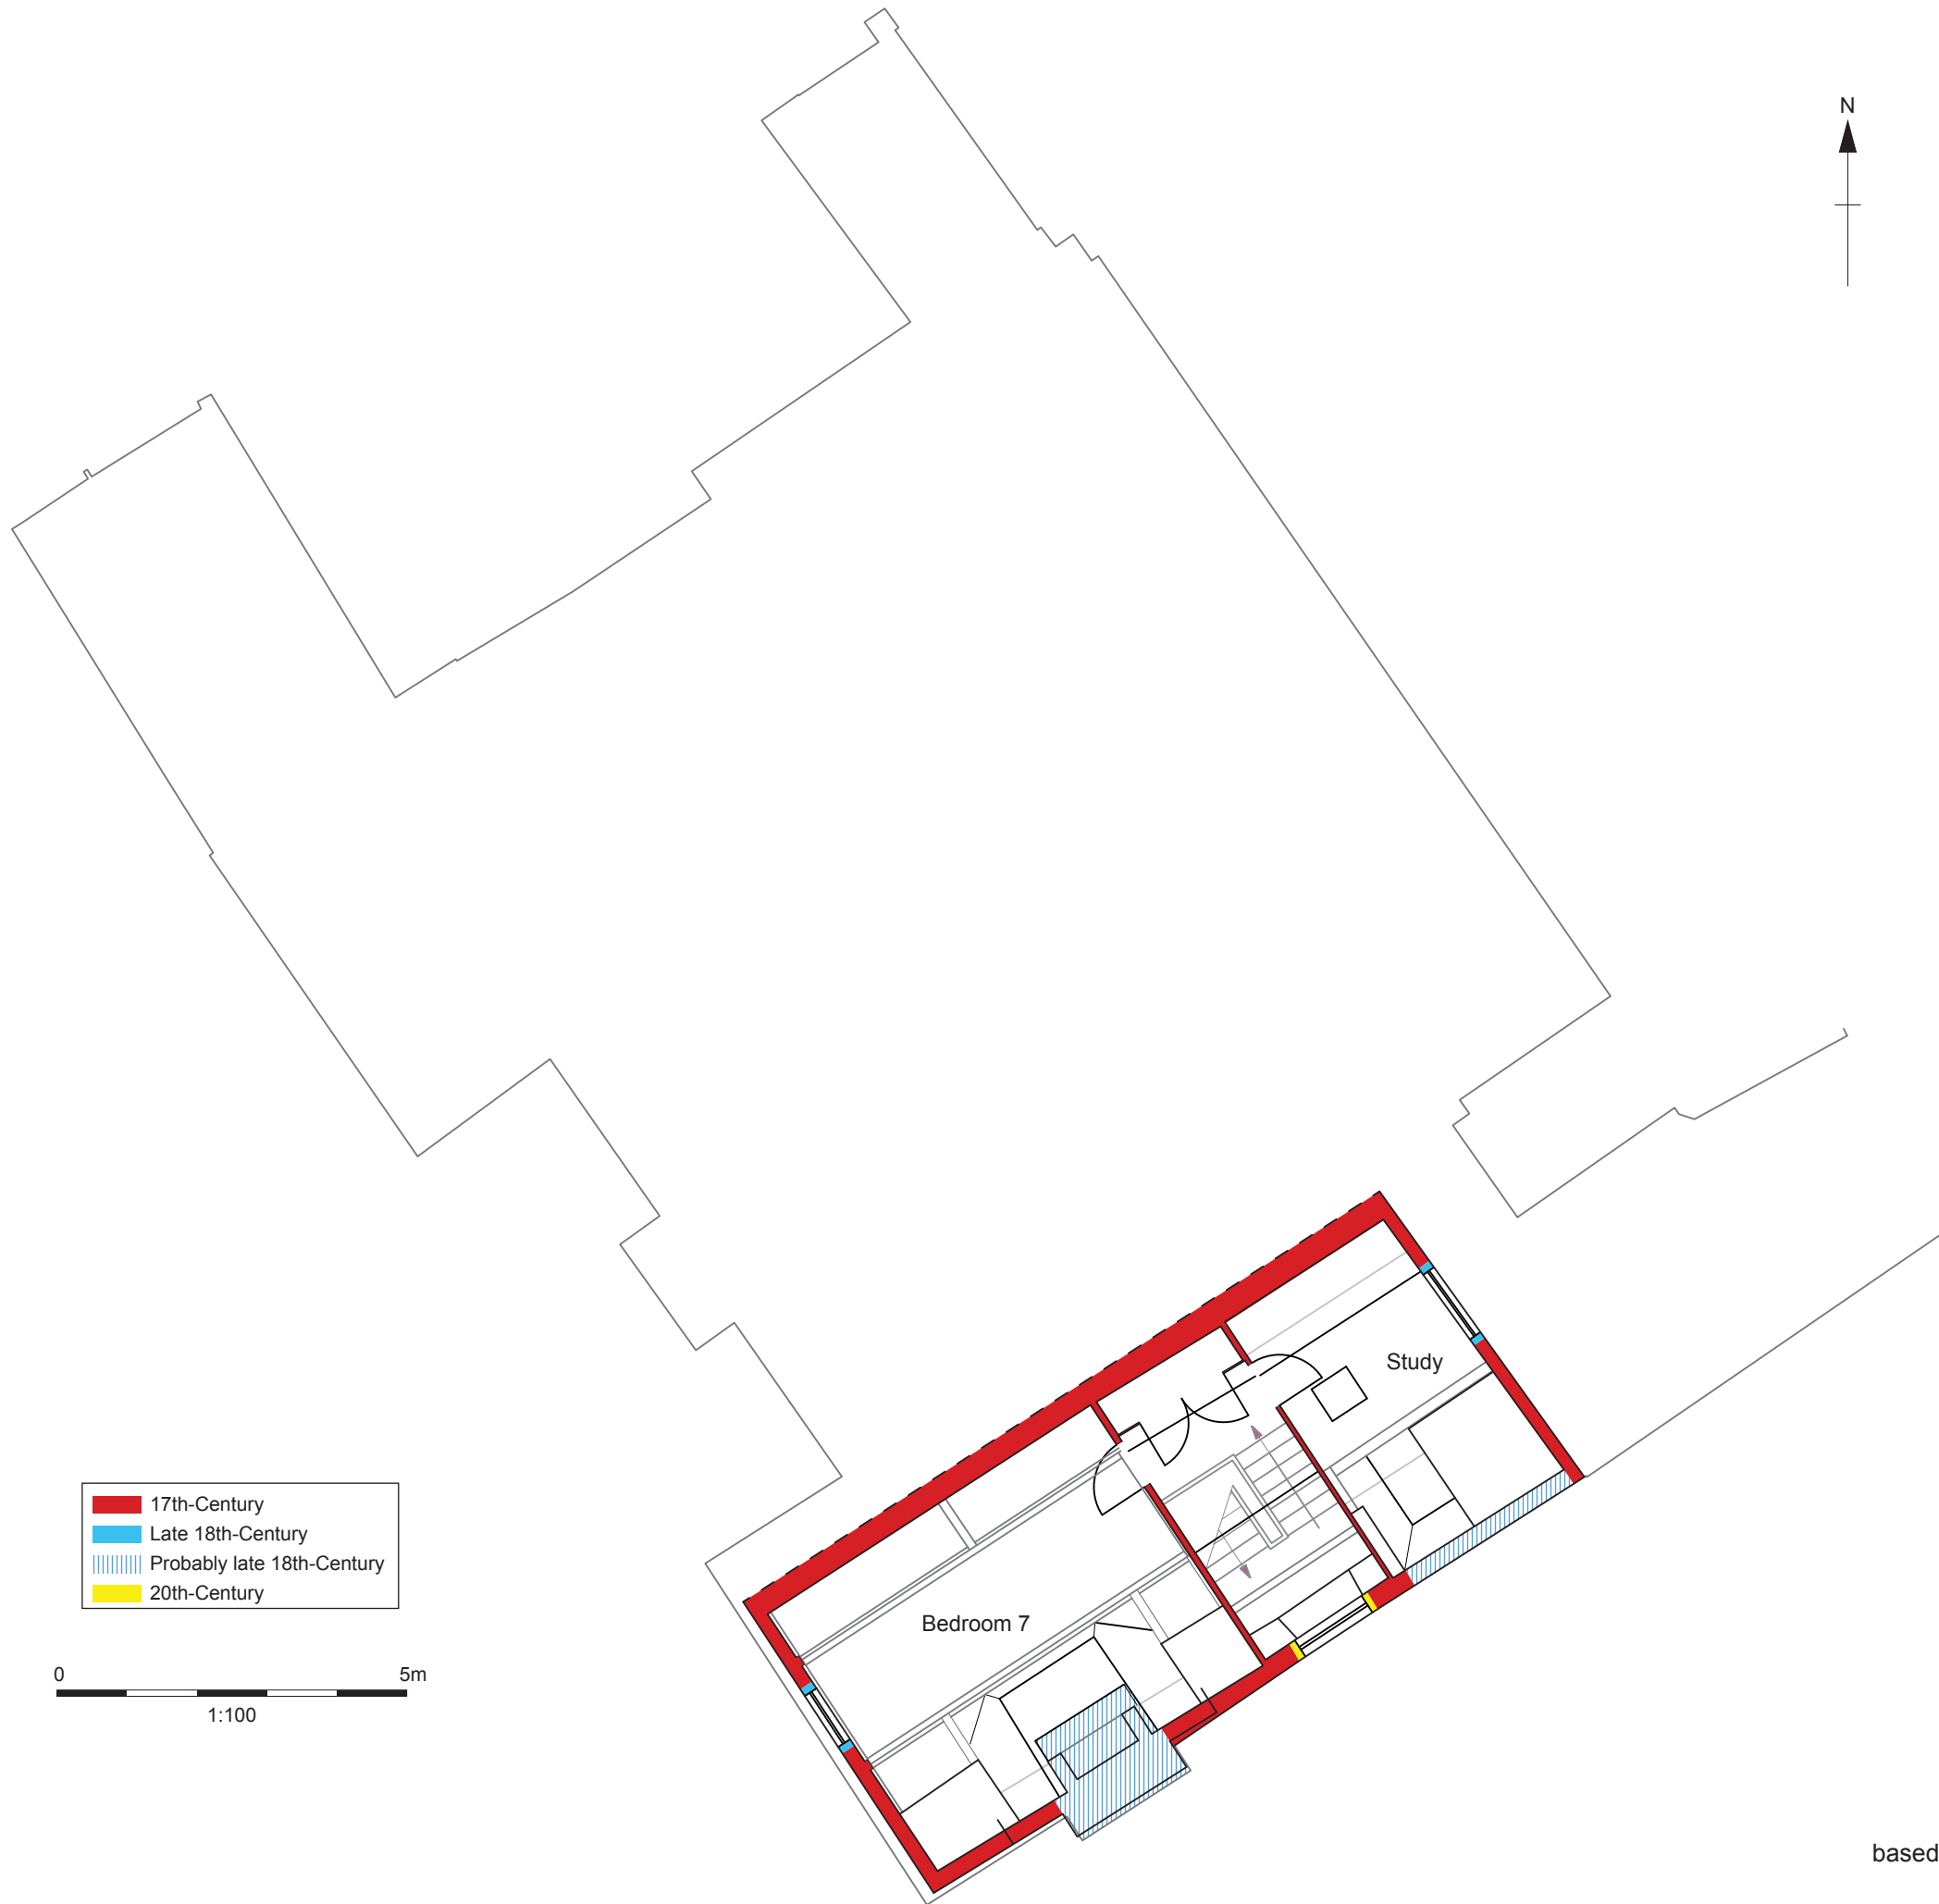 N
Study
17th-Century
Late 18th-Century
Probably late 18th-Century
20th-Century
Bedroom 7
0 5m
1:100
based